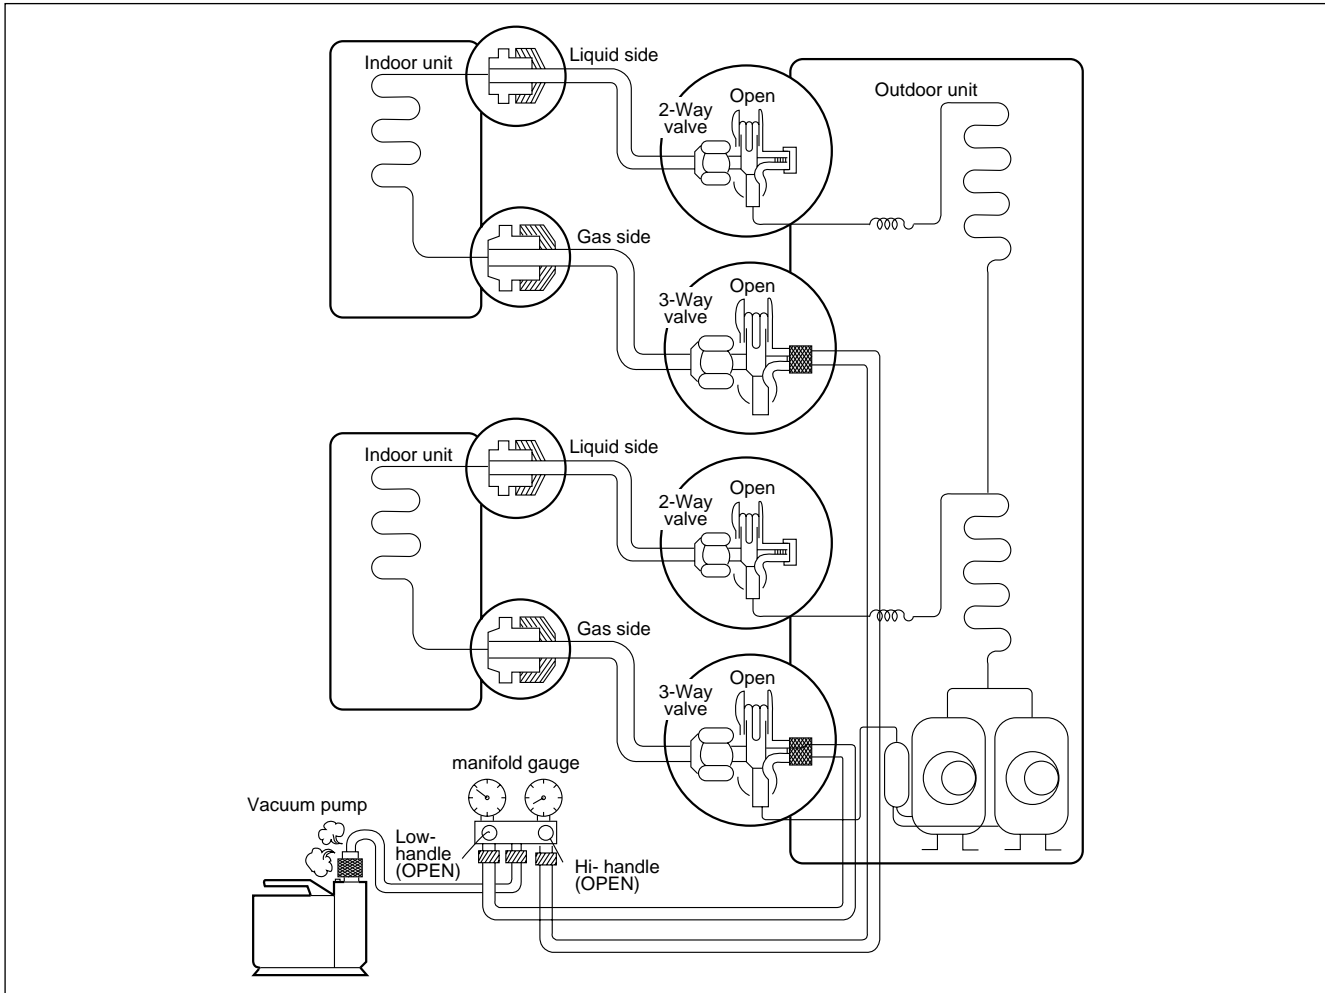 Indoor unit
Liquid side
2-Way
valve
Open
Outdoor unit
Gas side
3-Way
valve
Open
Indoor unit
Liquid side
2-Way
valve
Open
Gas side
3-Way
valve
Open
manifold gauge
Vacuum pump
Low-
handle
(OPEN)
Hi- handle
(OPEN)